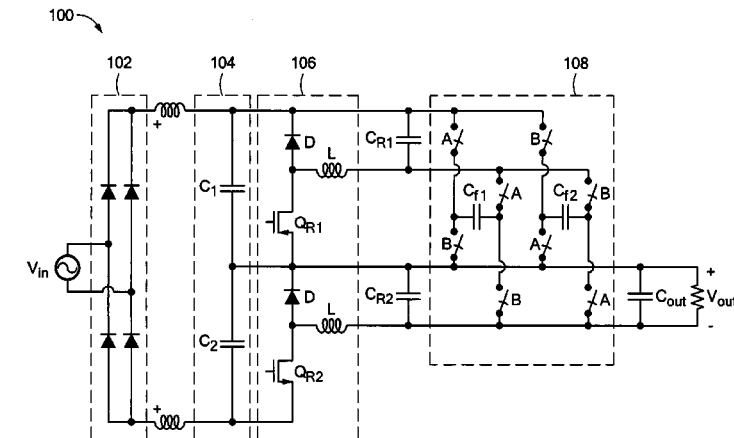 100
102
104
106
108
+
D
L
C_R1
A
B
C_1
C_f1
A
C_f2
B
Q_R1
B
A
V_in
D
L
C_R2
B
A
C_out
+
V_out
-
C_2
Q_R2
+